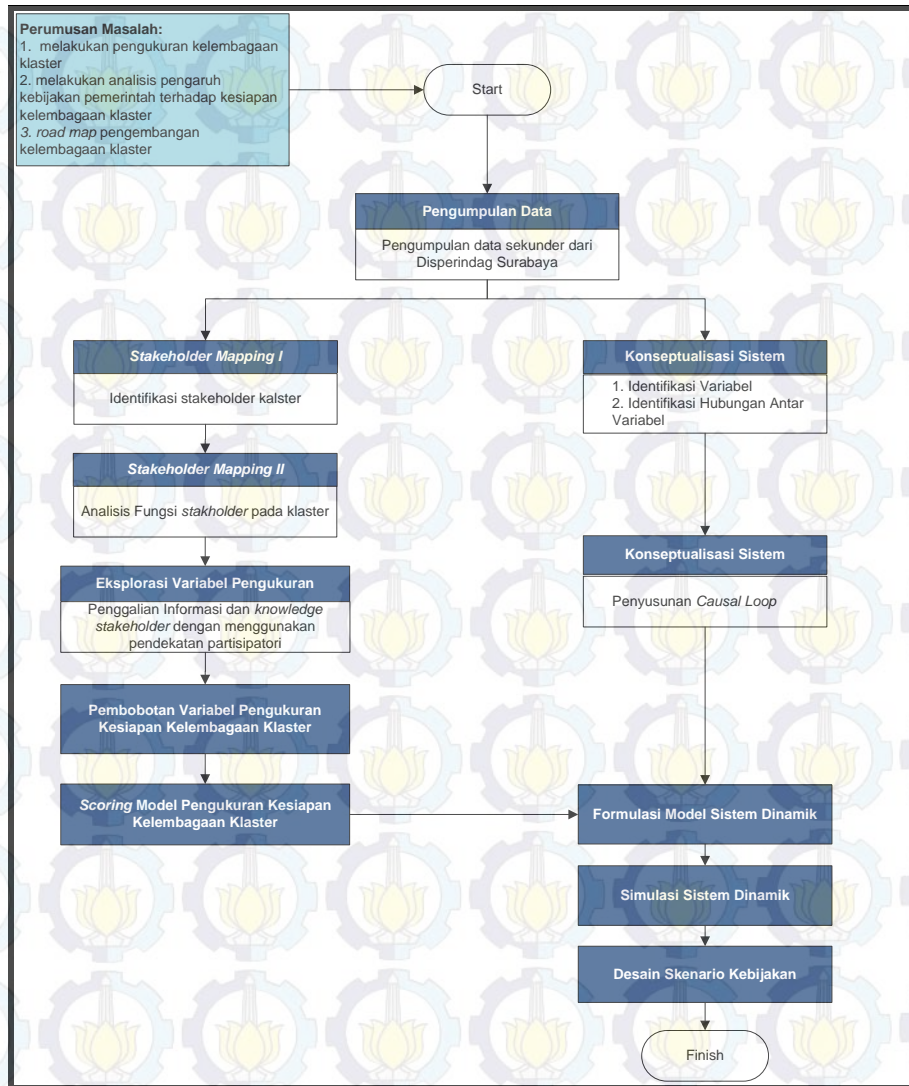 Perumusan Masalah:
1. melakukan pengukuran kelembagaan
klaster
2. melakukan analisis pengaruh
kebijakan pemerintah terhadap kesiapan
kelembagaan klaster
3. road map pengembangan
kelembagaan klaster
Start
Pengumpulan Data
Pengumpulan data sekunder dari
Disperindag Surabaya
Stakeholder Mapping I
Identifikasi stakeholder kalster
Stakeholder Mapping II
Analisis Fungsi stakholder pada klaster
Eksplorasi Variabel Pengukuran
Penggalian Informasi dan knowledge
stakeholder dengan menggunakan
pendekatan partisipatori
Pembobotan Variabel Pengukuran
Kesiapan Kelembagaan Klaster
Scoring Model Pengukuran Kesiapan
Kelembagaan Klaster
Konseptualisasi Sistem
1. Identifikasi Variabel
2. Identifikasi Hubungan Antar
Variabel
Konseptualisasi Sistem
Penyusunan Causal Loop
Formulasi Model Sistem Dinamik
Simulasi Sistem Dinamik
Desain Skenario Kebijakan
Finish